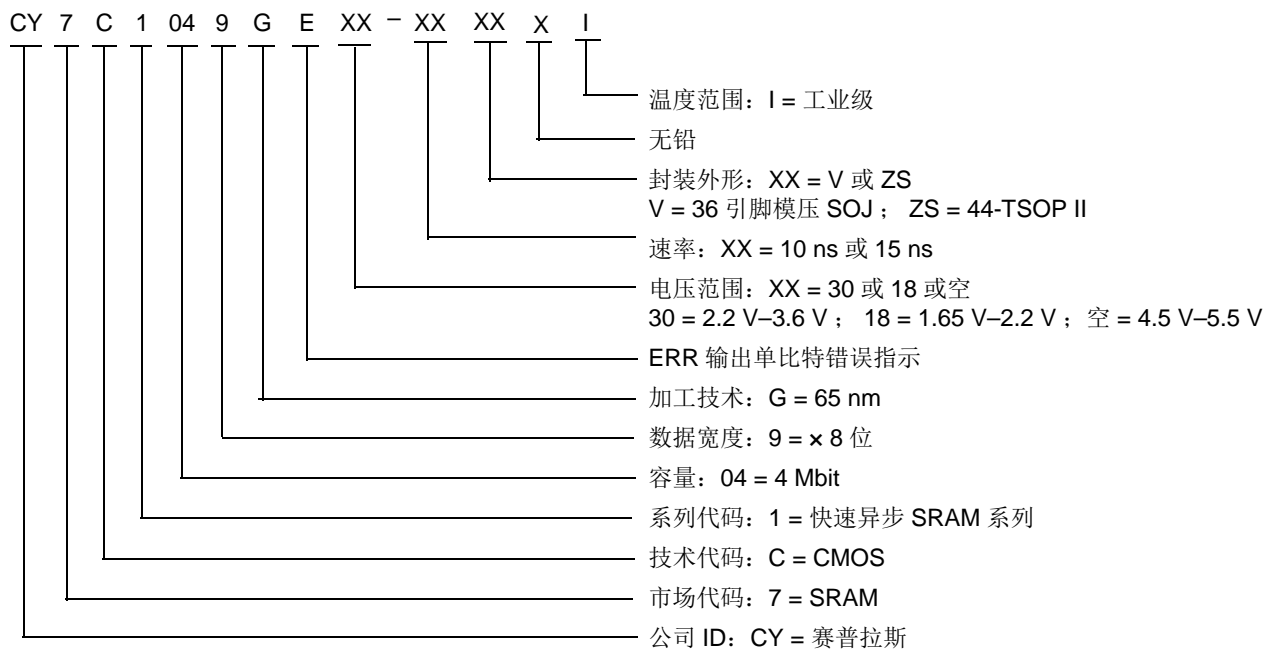 CY 7 C 1 04 9 G E XX – XX XX X I
温度范围：I = 工业级
无铅
封装外形：XX = V 或 ZS
V = 36 引脚模压 SOJ ； ZS = 44-TSOP II
速率：XX = 10 ns 或 15 ns
电压范围：XX = 30 或 18 或空
30 = 2.2 V–3.6 V ； 18 = 1.65 V–2.2 V ；空 = 4.5 V–5.5 V
ERR 输出单比特错误指示
加工技术：G = 65 nm
数据宽度：9 = × 8 位
容量：04 = 4 Mbit
系列代码：1 = 快速异步 SRAM 系列
技术代码：C = CMOS
市场代码：7 = SRAM
公司 ID：CY = 赛普拉斯